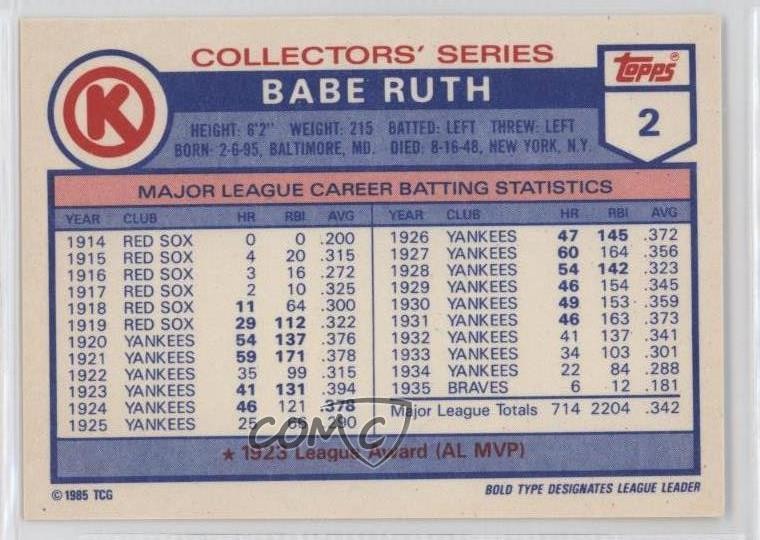 COLLECTORS' SERIES
K
BABE RUTH
Topps®
2
HEIGHT: 6'2" WEIGHT: 215 BATTED: LEFT THREW: LEFT
BORN: 2-6-95, BALTIMORE, MD. DIED: 8-16-48, NEW YORK, N.Y.
MAJOR LEAGUE CAREER BATTING STATISTICS
YEAR CLUB HR RBI AVG
1914 RED SOX 0 0 .200
1915 RED SOX 4 20 .315
1916 RED SOX 3 16 .272
1917 RED SOX 2 10 .325
1918 RED SOX 11 64 .300
1919 RED SOX 29 112 .322
1920 YANKEES 54 137 .376
1921 YANKEES 59 171 .378
1922 YANKEES 35 99 .315
1923 YANKEES 41 131 .394
1924 YANKEES 46 121 .378
1925 YANKEES 25 66 .290
YEAR CLUB HR RBI AVG
1926 YANKEES 47 145 .372
1927 YANKEES 60 164 .356
1928 YANKEES 54 142 .323
1929 YANKEES 46 154 .345
1930 YANKEES 49 153 .359
1931 YANKEES 46 163 .373
1932 YANKEES 41 137 .341
1933 YANKEES 34 103 .301
1934 YANKEES 22 84 .288
1935 BRAVES 6 12 .181
Major League Totals 714 2204 .342
COMC
★ 1923 League Award (AL MVP)
© 1985 TCG
BOLD TYPE DESIGNATES LEAGUE LEADER